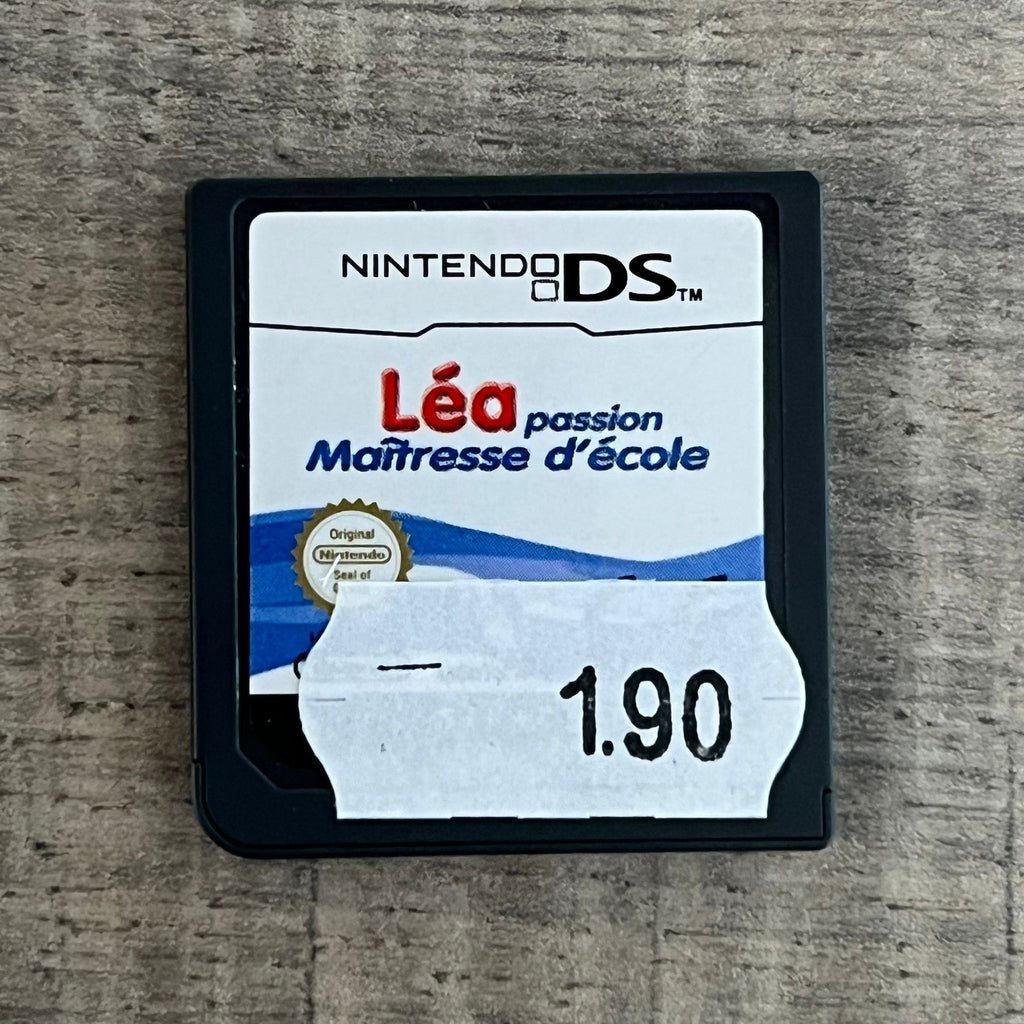 NINTENDO DS™
Léa passion
Maîtresse d'école
Original
Nintendo
Seal of
1.90